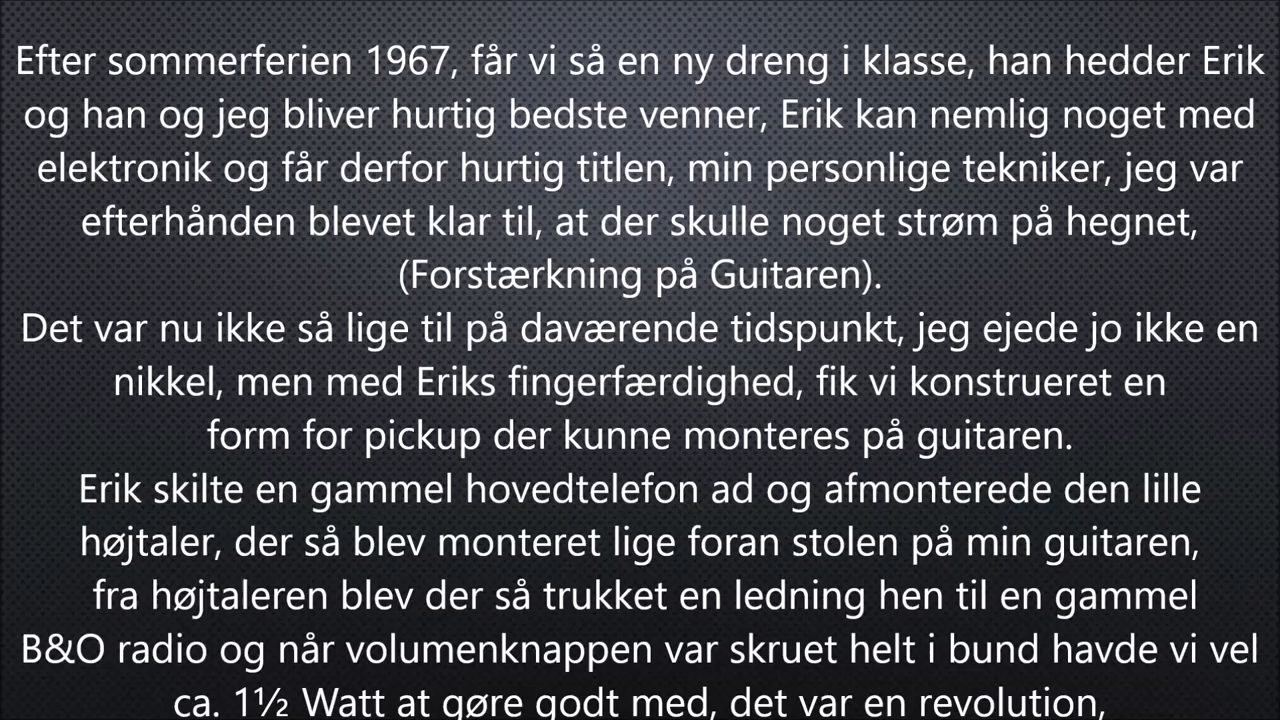 Efter sommerferien 1967, får vi så en ny dreng i klasse, han hedder Erik
og han og jeg bliver hurtig bedste venner, Erik kan nemlig noget med
elektronik og får derfor hurtig titlen, min personlige tekniker, jeg var
efterhånden blevet klar til, at der skulle noget strøm på hegnet,
(Forstærkning på Guitaren).
Det var nu ikke så lige til på daværende tidspunkt, jeg ejede jo ikke en
nikkel, men med Eriks fingerfærdighed, fik vi konstrueret en
form for pickup der kunne monteres på guitaren.
Erik skilte en gammel hovedtelefon ad og afmonterede den lille
højtaler, der så blev monteret lige foran stolen på min guitaren,
fra højtaleren blev der så trukket en ledning hen til en gammel
B&O radio og når volumenknappen var skruet helt i bund havde vi vel
ca. 1½ Watt at gøre godt med, det var en revolution,